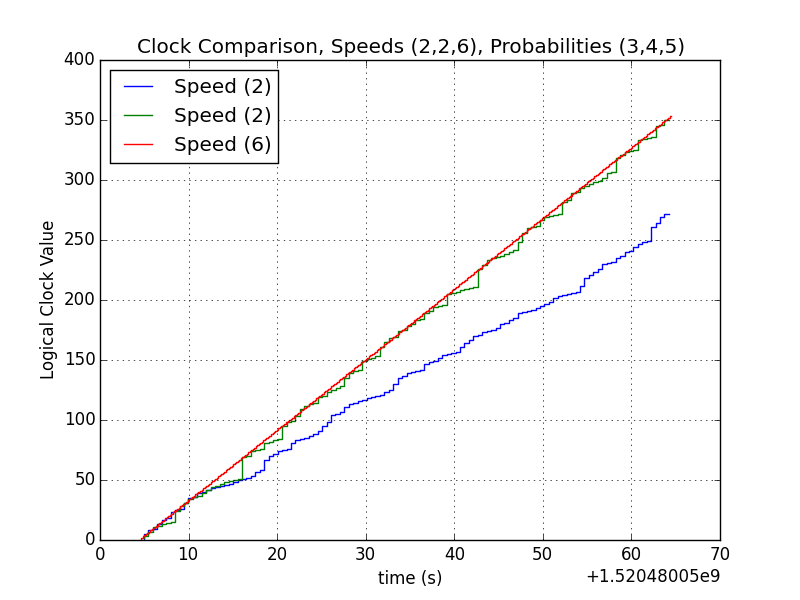 Clock Comparison, Speeds (2,2,6), Probabilities (3,4,5)
400
350
300
250
200
150
100
50
0
Speed (2)
Speed (2)
Speed (6)
Logical Clock Value
0 10 20 30 40 50 60 70
time (s)
+1.52048005e9